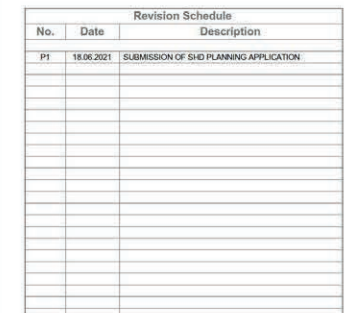 Revision Schedule
No. Date Description
P1 18.06.2021 SUBMISSION OF SHD PLANNING APPLICATION